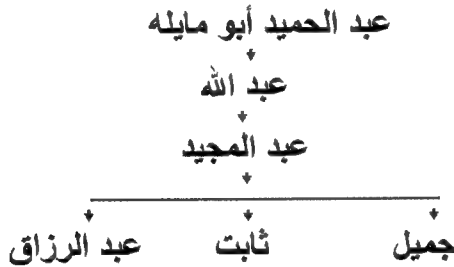 عبد الحميد أبو مايله
عبد الله
عبد المجيد
جميل ثابت عبد الرزاق